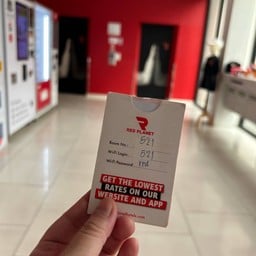 RED PLANET
Room No.: 521
WiFi Login: 521
WiFi Password: red
GET THE LOWEST
RATES ON OUR
WEBSITE AND APP